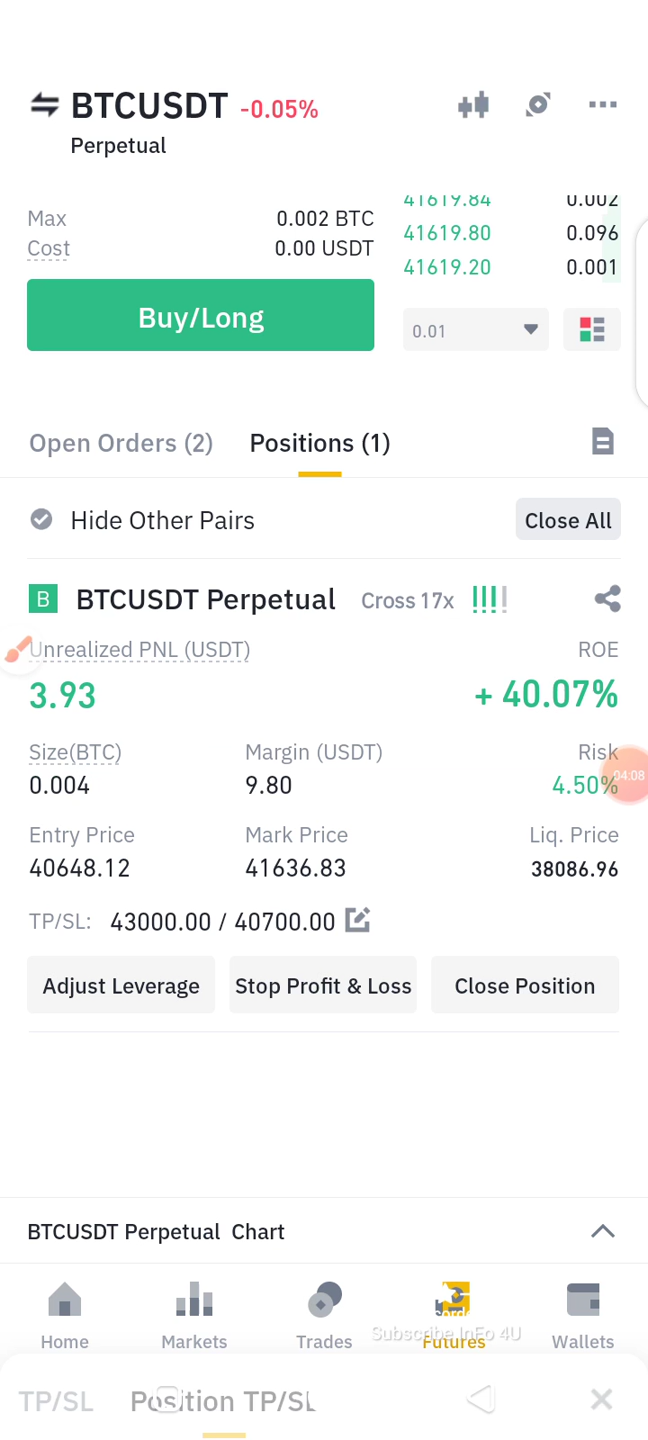 BTCUSDT -0.05%
Perpetual
41619.84 0.002
Max 0.002 BTC
41619.80 0.096
Cost 0.00 USDT
41619.20 0.001
Buy/Long
0.01
Open Orders (2) Positions (1)
Hide Other Pairs Close All
B BTCUSDT Perpetual Cross 17x
Unrealized PNL (USDT) ROE
3.93 + 40.07%
Size(BTC) Margin (USDT) Risk
0.004 9.80 4.50%
04:08
Entry Price Mark Price Liq. Price
40648.12 41636.83 38086.96
TP/SL: 43000.00 / 40700.00
Adjust Leverage Stop Profit & Loss Close Position
BTCUSDT Perpetual Chart
Subscribe InFo 4U
Home Markets Trades Futures Wallets
TP/SL Position TP/SL